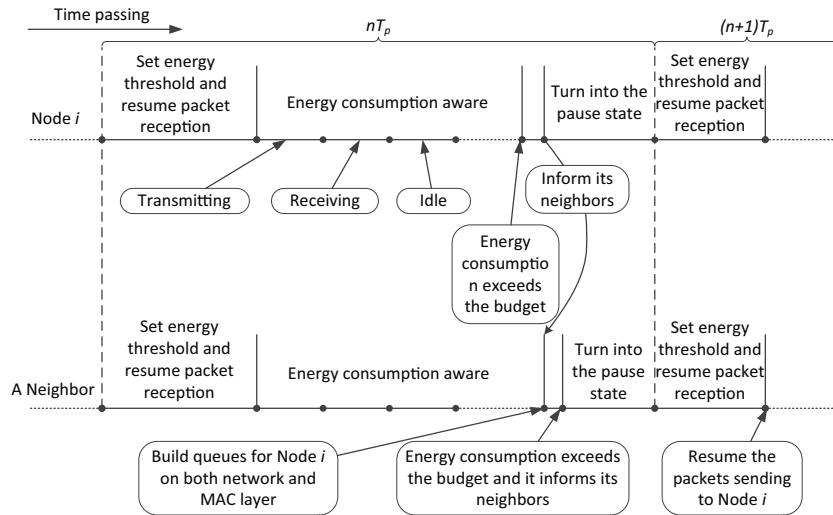 Time passing
nTp
(n+1)Tp
Set energy
threshold and
resume packet
reception
Energy consumption aware
Turn into the
pause state
Set energy
threshold and
resume packet
reception
Node i
Transmitting
Receiving
Idle
Inform its
neighbors
Energy
consumptio
n exceeds
the budget
Set energy
threshold and
resume packet
reception
Energy consumption aware
Turn into
the pause
state
Set energy
threshold and
resume packet
reception
A Neighbor
Build queues for Node i
on both network and
MAC layer
Energy consumption exceeds
the budget and it informs its
neighbors
Resume the
packets sending
to Node i